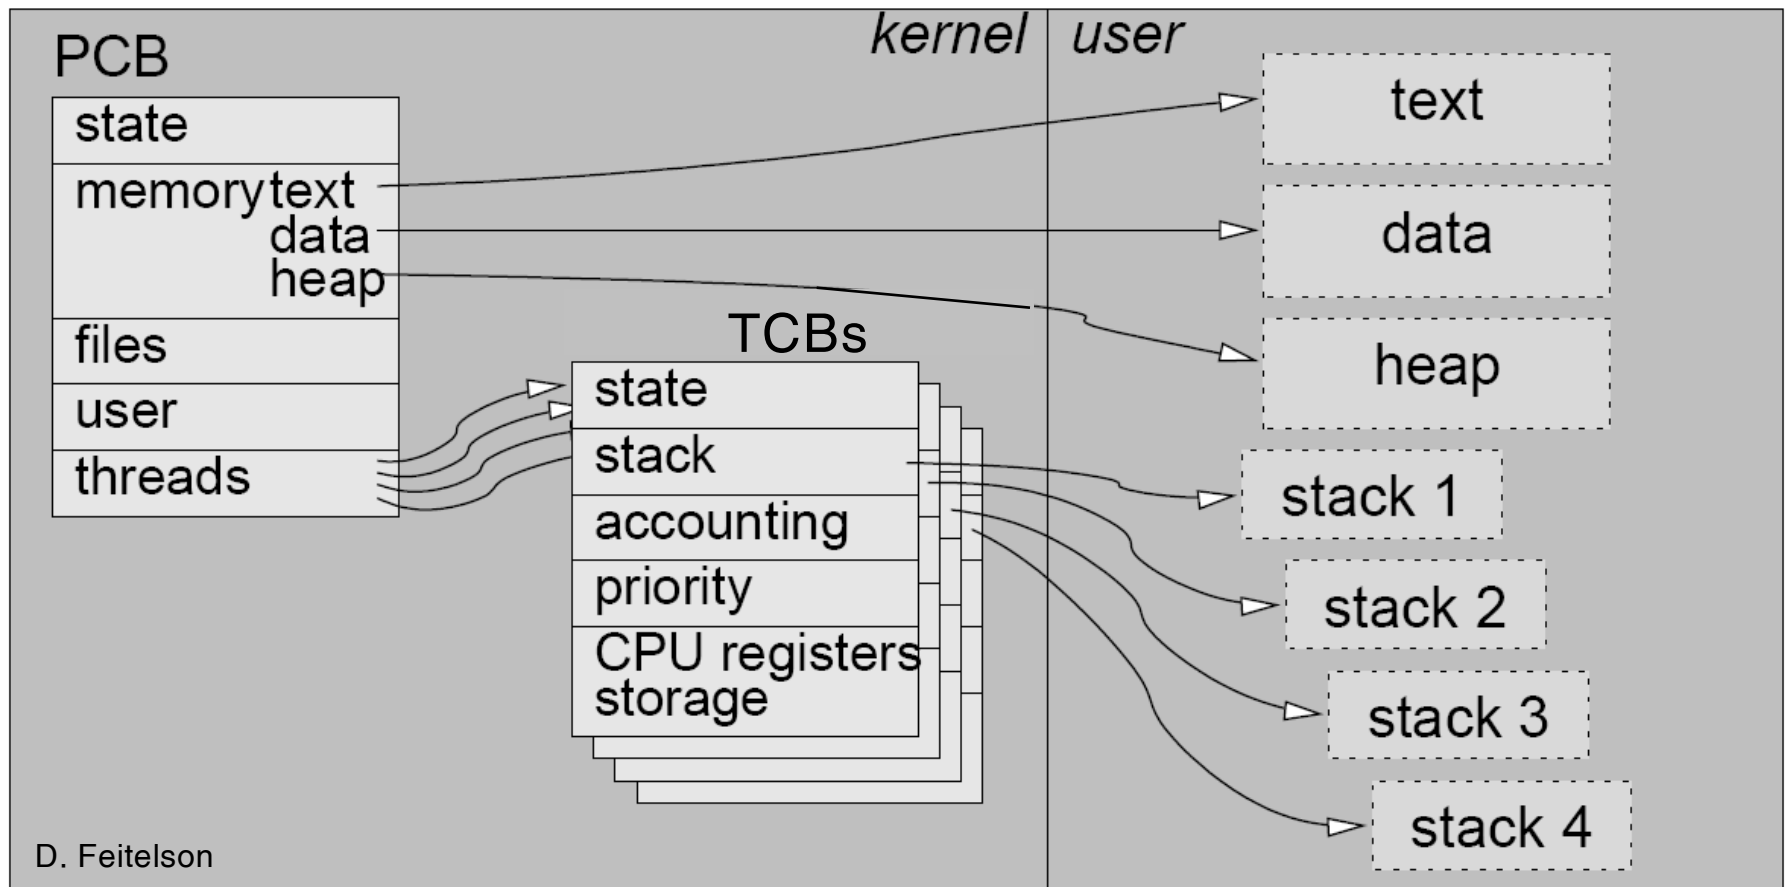 kernel
user
PCB
state
memory text
data
heap
files
user
threads
TCBs
state
stack
accounting
priority
CPU registers
storage
text
data
heap
stack 1
stack 2
stack 3
stack 4
D. Feitelson